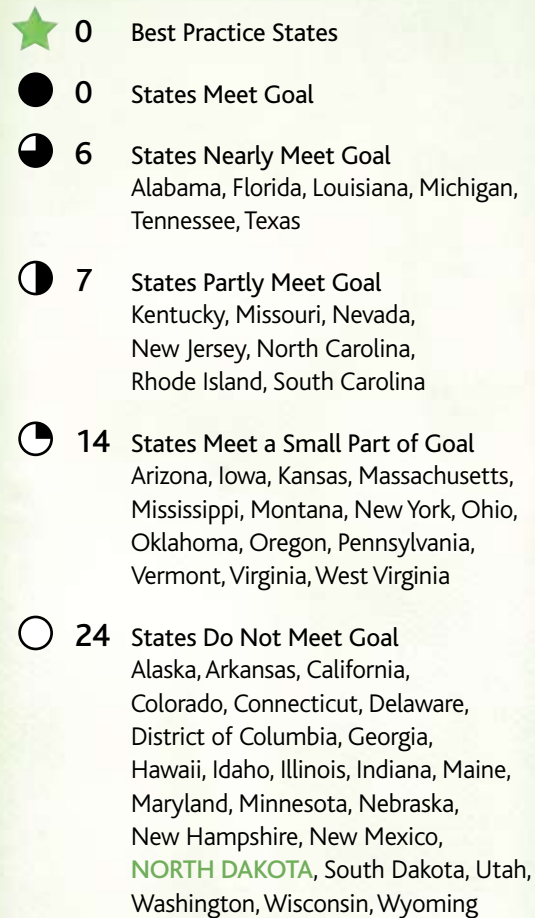 0 Best Practice States
0 States Meet Goal
6 States Nearly Meet Goal
Alabama, Florida, Louisiana, Michigan,
Tennessee, Texas
7 States Partly Meet Goal
Kentucky, Missouri, Nevada,
New Jersey, North Carolina,
Rhode Island, South Carolina
14 States Meet a Small Part of Goal
Arizona, Iowa, Kansas, Massachusetts,
Mississippi, Montana, New York, Ohio,
Oklahoma, Oregon, Pennsylvania,
Vermont, Virginia, West Virginia
24 States Do Not Meet Goal
Alaska, Arkansas, California,
Colorado, Connecticut, Delaware,
District of Columbia, Georgia,
Hawaii, Idaho, Illinois, Indiana, Maine,
Maryland, Minnesota, Nebraska,
New Hampshire, New Mexico,
NORTH DAKOTA, South Dakota, Utah,
Washington, Wisconsin, Wyoming